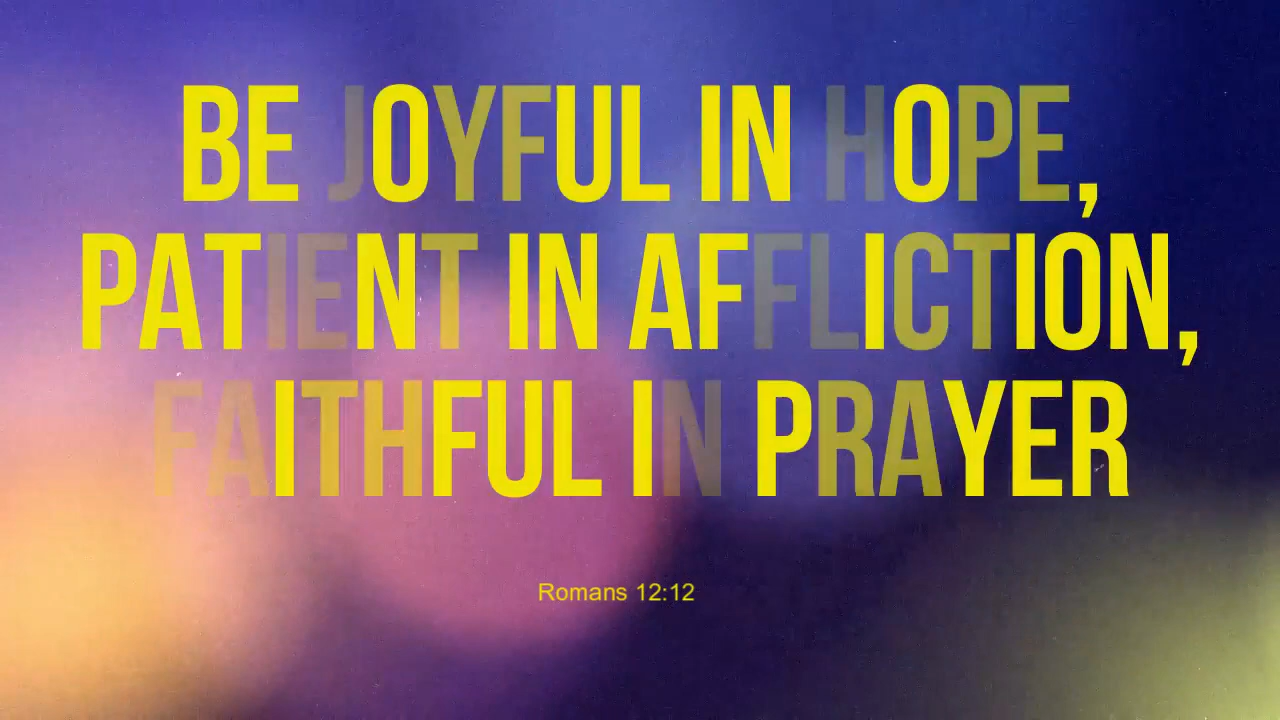 BE JOYFUL IN HOPE,
PATIENT IN AFFLICTION,
FAITHFUL IN PRAYER
Romans 12:12